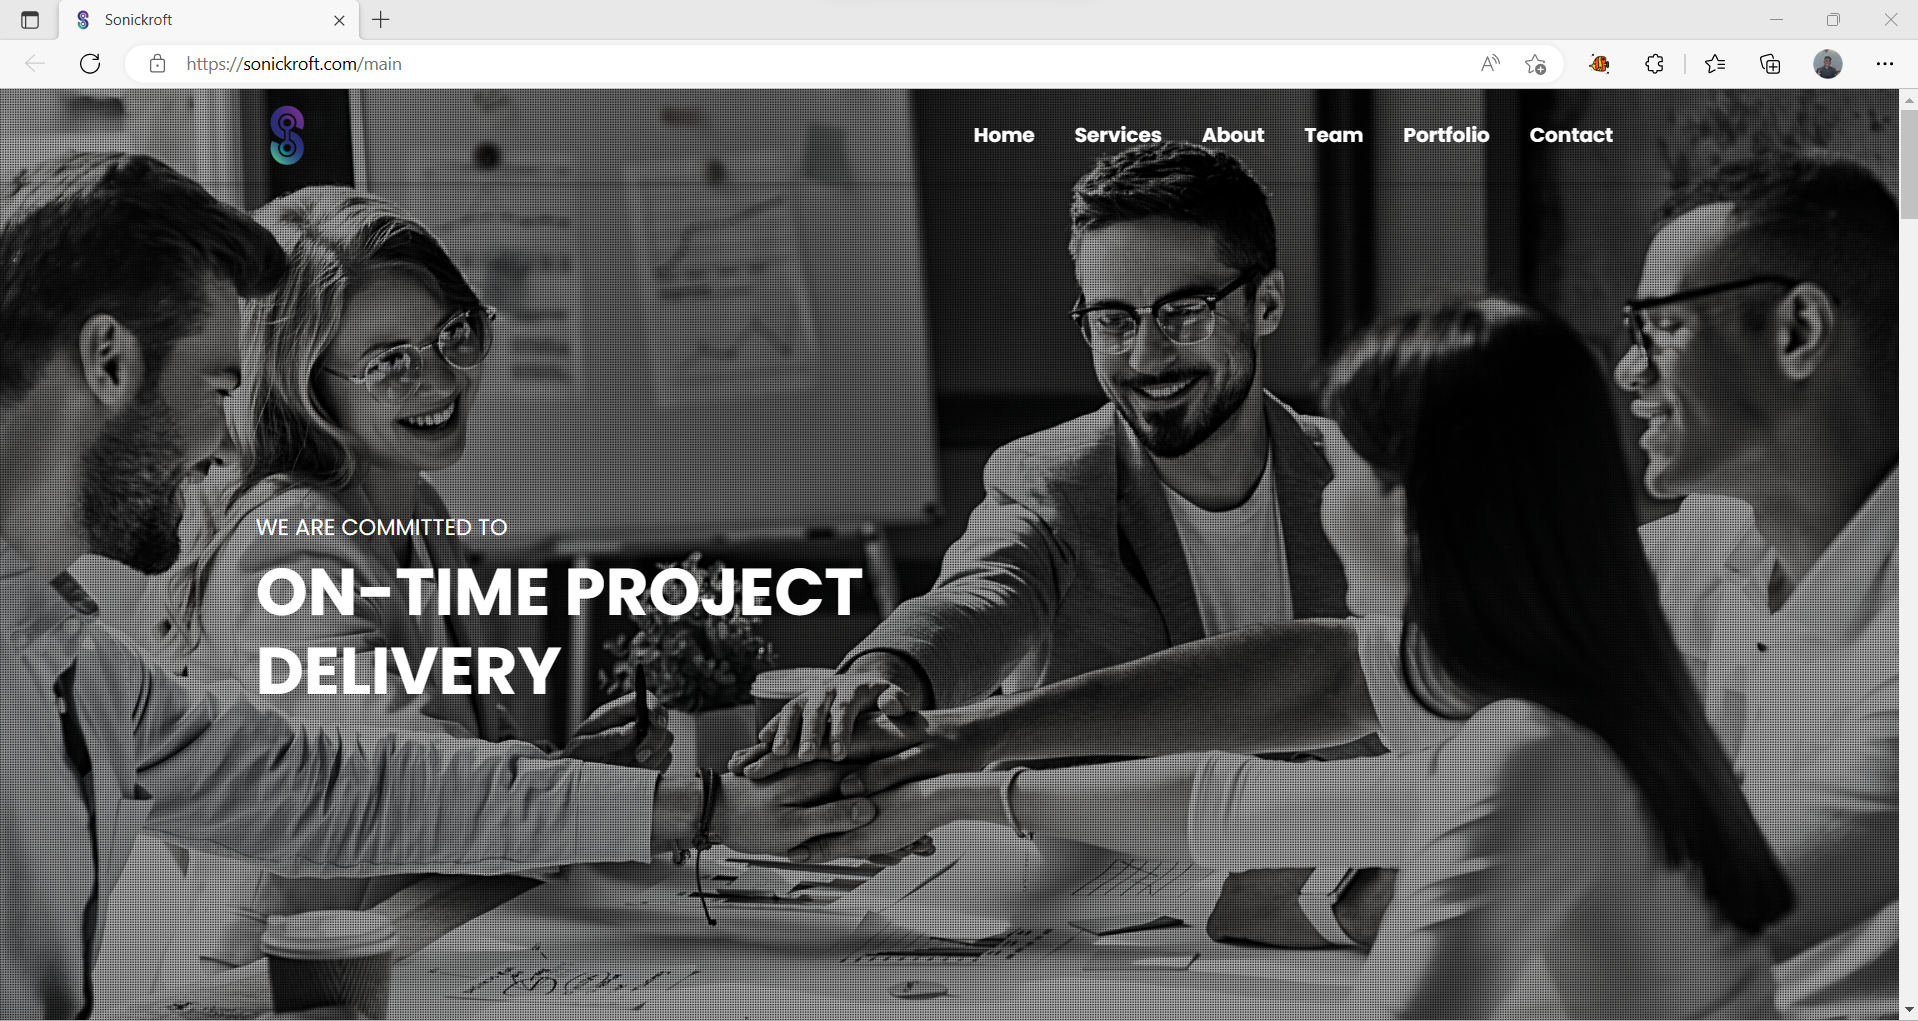 Sonickroft
https://sonickroft.com/main
Home Services About Team Portfolio Contact
WE ARE COMMITTED TO
ON-TIME PROJECT
DELIVERY